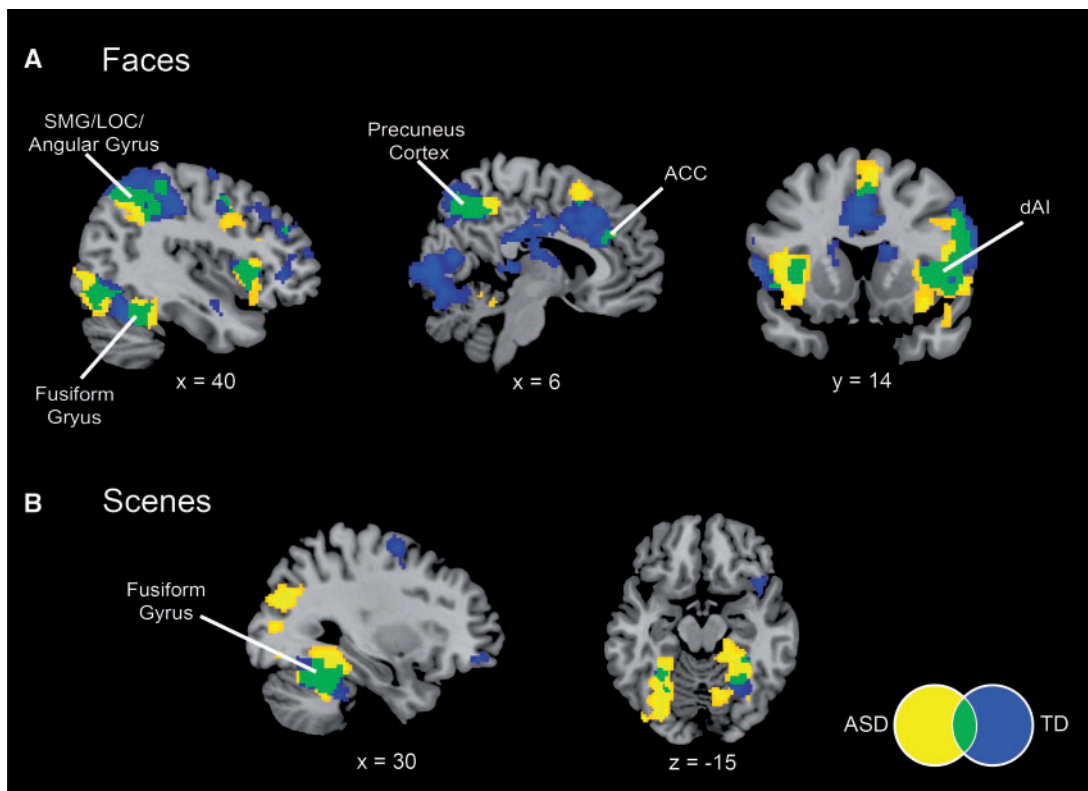 A Faces
SMG/LOC/
Angular Gyrus
Precuneus
Cortex
ACC
dAI
Fusiform
Gryus
x = 40
x = 6
y = 14
B Scenes
Fusiform
Gyrus
x = 30
z = -15
ASD
TD